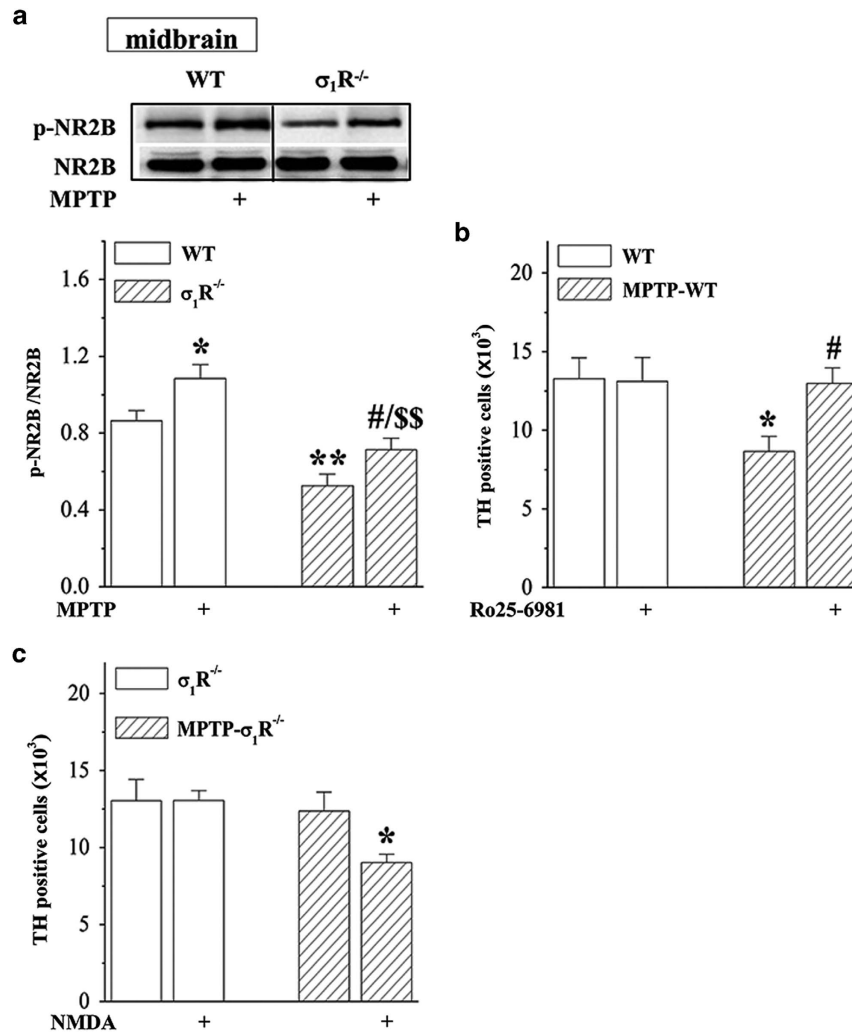 a
midbrain
WT σ₁R⁻/⁻
p-NR2B
NR2B
MPTP + +
WT
σ₁R⁻/⁻
p-NR2B /NR2B
1.6
1.2
0.8
0.4
0.0
*
**
#/$$
MPTP + +
b
WT
MPTP-WT
TH positive cells (×10³)
20
15
10
5
0
*
#
Ro25-6981 + +
c
σ₁R⁻/⁻
MPTP-σ₁R⁻/⁻
TH positive cells (×10³)
20
15
10
5
0
*
NMDA + +